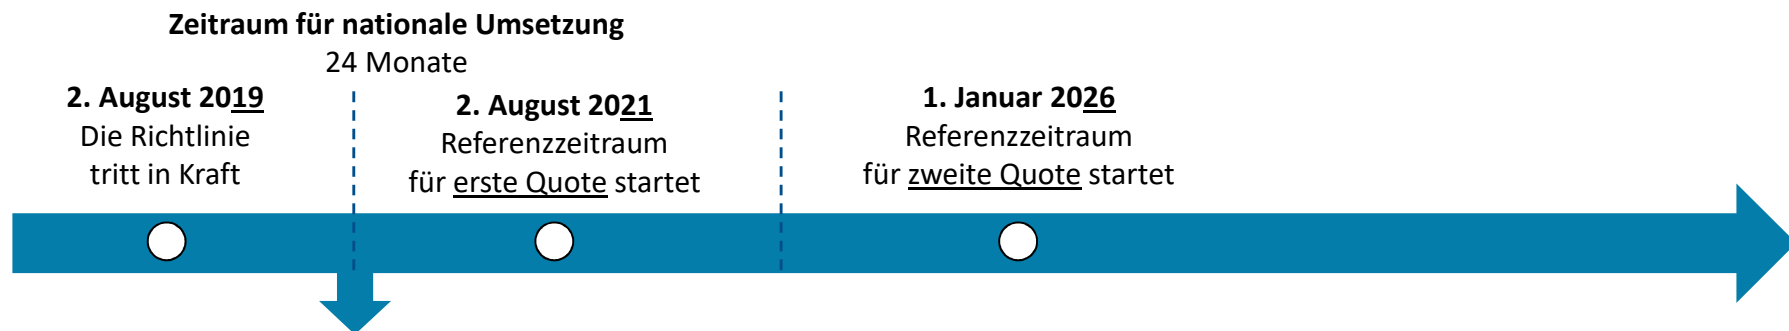 Zeitraum für nationale Umsetzung
24 Monate
2. August 2019
Die Richtlinie
tritt in Kraft
2. August 2021
Referenzzeitraum
für erste Quote startet
1. Januar 2026
Referenzzeitraum
für zweite Quote startet